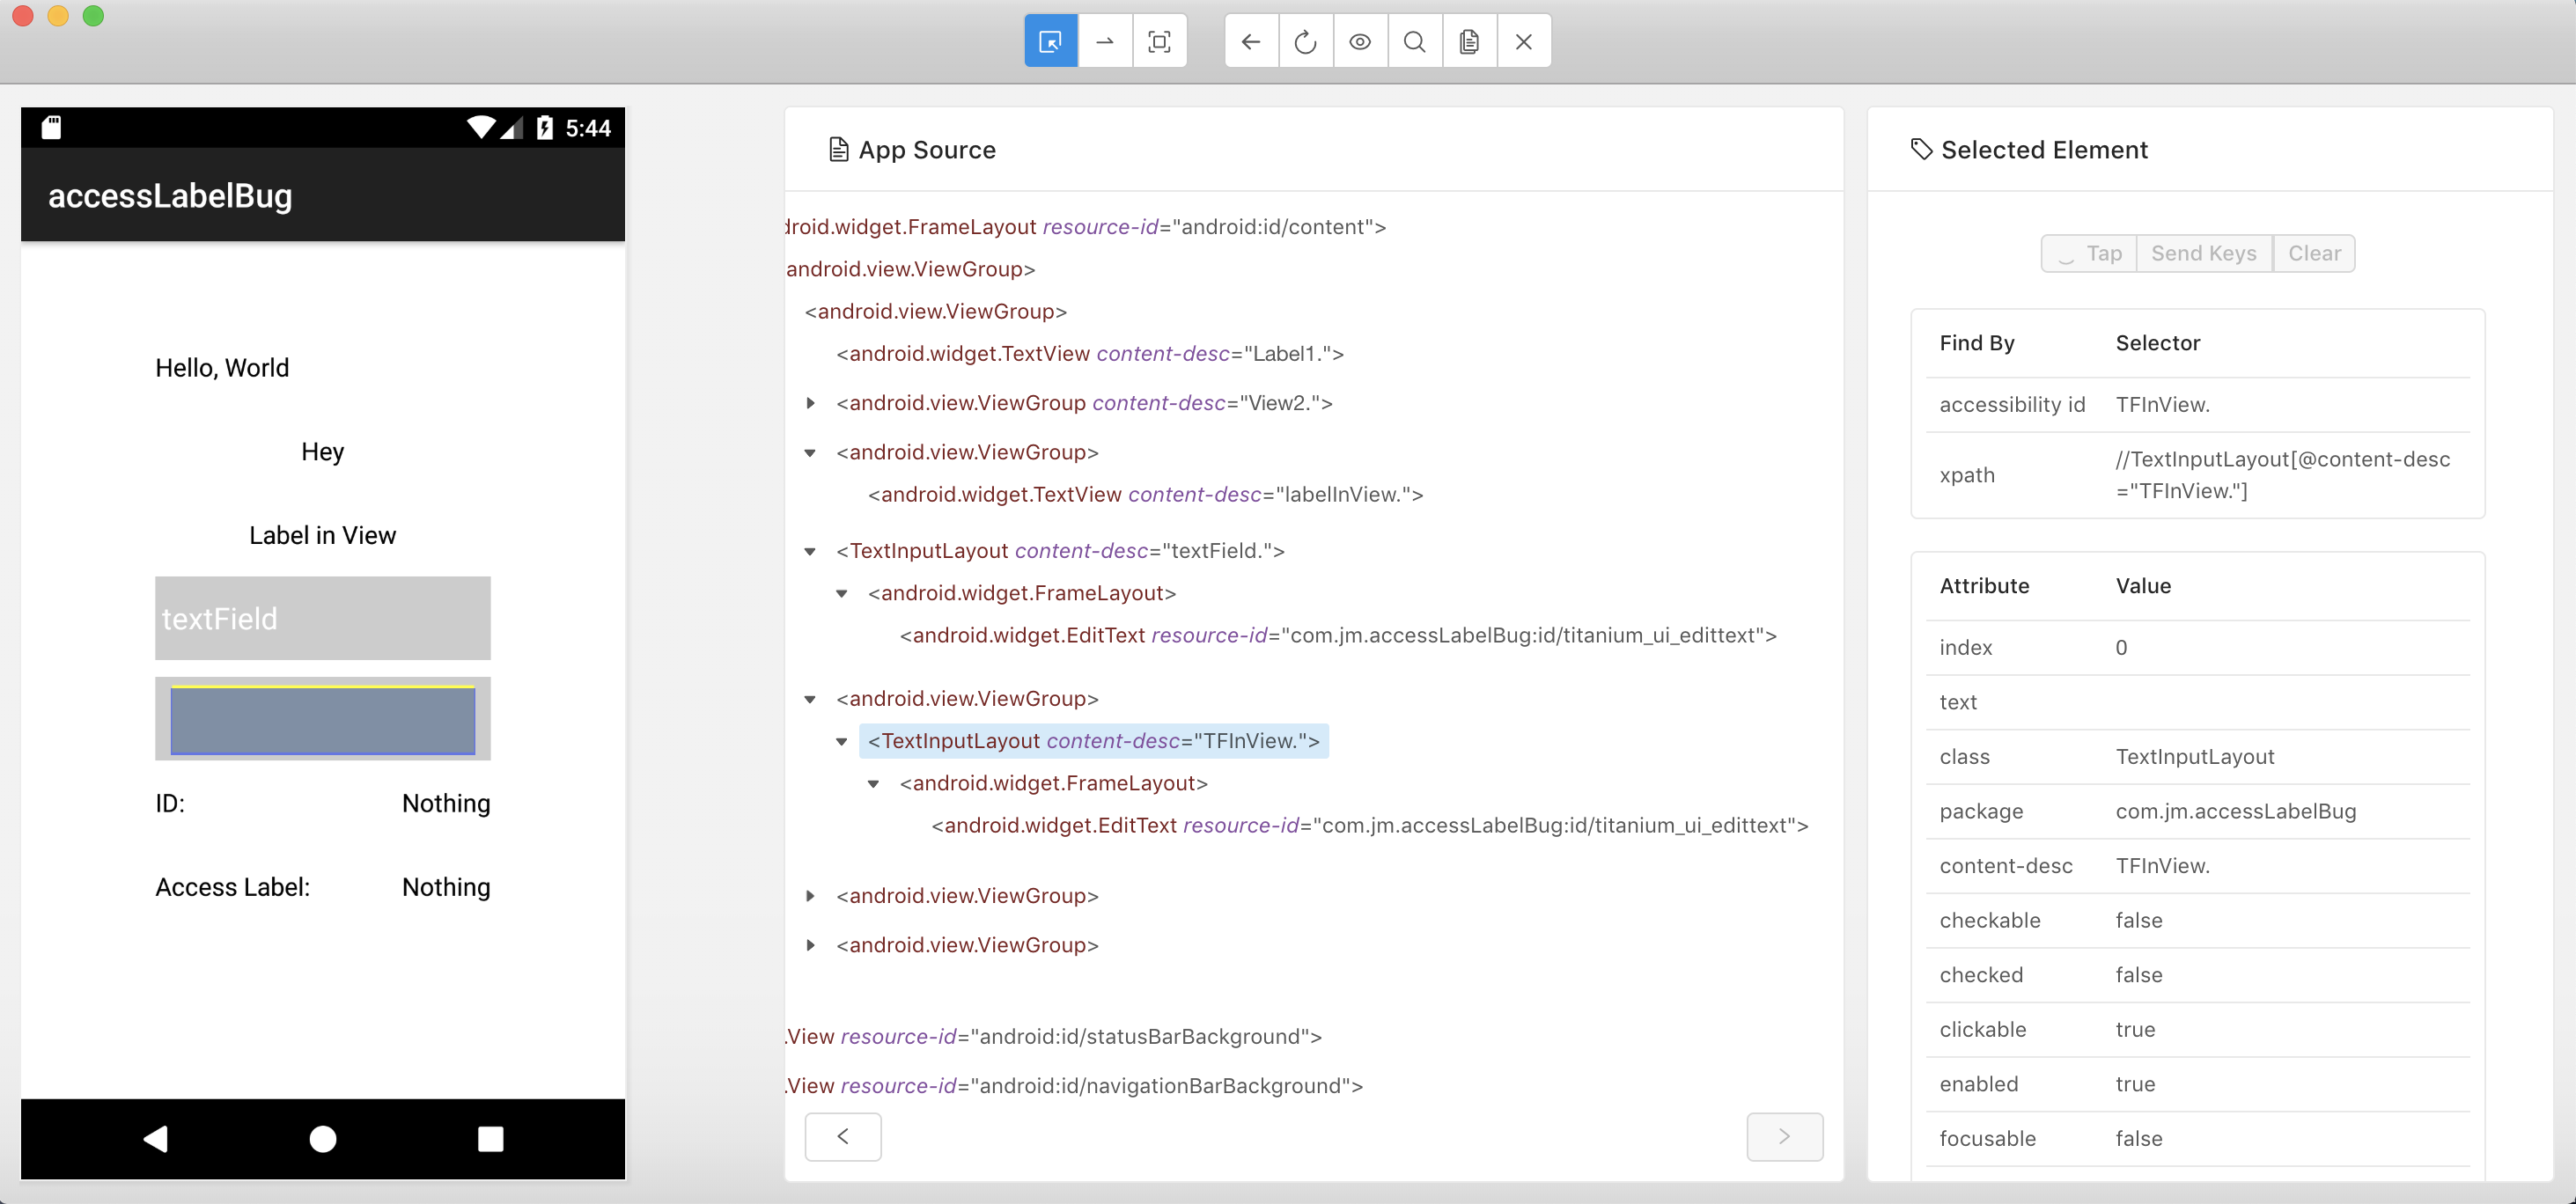 5:44
accessLabelBug
Hello, World
Hey
Label in View
textField
ID: Nothing
Access Label: Nothing
App Source
droid.widget.FrameLayout resource-id="android:id/content">
android.view.ViewGroup>
<android.view.ViewGroup>
<android.widget.TextView content-desc="Label1.">
<android.view.ViewGroup content-desc="View2.">
<android.view.ViewGroup>
<android.widget.TextView content-desc="labelInView.">
<TextInputLayout content-desc="textField.">
<android.widget.FrameLayout>
<android.widget.EditText resource-id="com.jm.accessLabelBug:id/titanium_ui_edittext">
<android.view.ViewGroup>
<TextInputLayout content-desc="TFInView.">
<android.widget.FrameLayout>
<android.widget.EditText resource-id="com.jm.accessLabelBug:id/titanium_ui_edittext">
<android.view.ViewGroup>
<android.view.ViewGroup>
.View resource-id="android:id/statusBarBackground">
.View resource-id="android:id/navigationBarBackground">
Selected Element
Tap Send Keys Clear
Find By Selector
accessibility id TFInView.
xpath //TextInputLayout[@content-desc
="TFInView."]
Attribute Value
index 0
text
class TextInputLayout
package com.jm.accessLabelBug
content-desc TFInView.
checkable false
checked false
clickable true
enabled true
focusable false